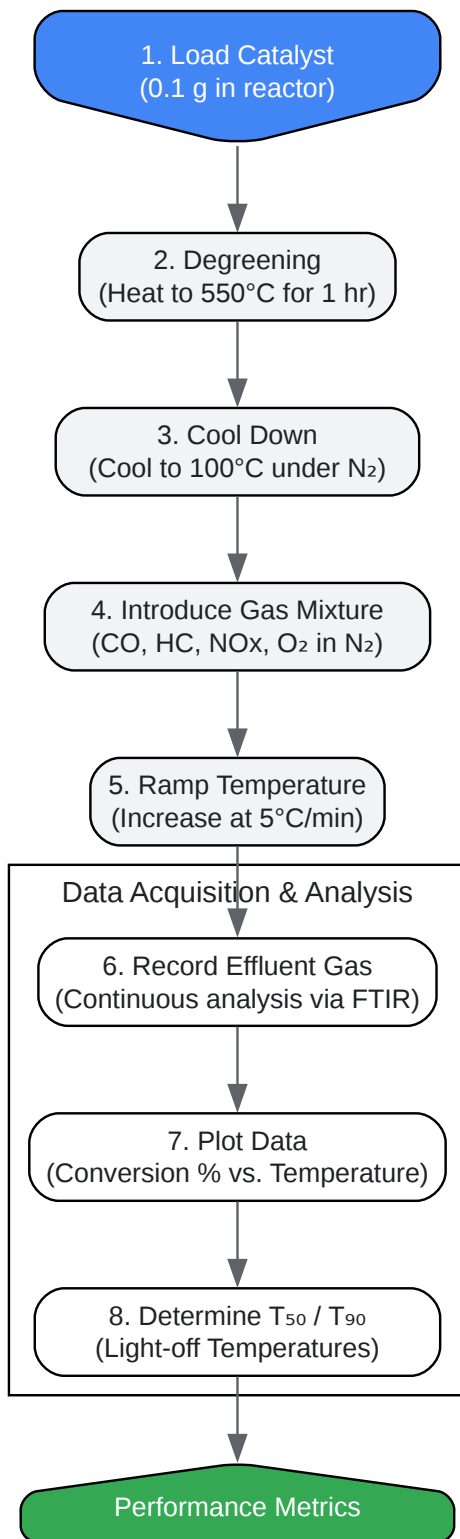 1. Load Catalyst
(0.1 g in reactor)
2. Degreening
(Heat to 550°C for 1 hr)
3. Cool Down
(Cool to 100°C under N₂)
4. Introduce Gas Mixture
(CO, HC, NOx, O₂ in N₂)
5. Ramp Temperature
(Increase at 5°C/min)
Data Acquisition & Analysis
6. Record Effluent Gas
(Continuous analysis via FTIR)
7. Plot Data
(Conversion % vs. Temperature)
8. Determine T₅₀ / T₉₀
(Light-off Temperatures)
Performance Metrics